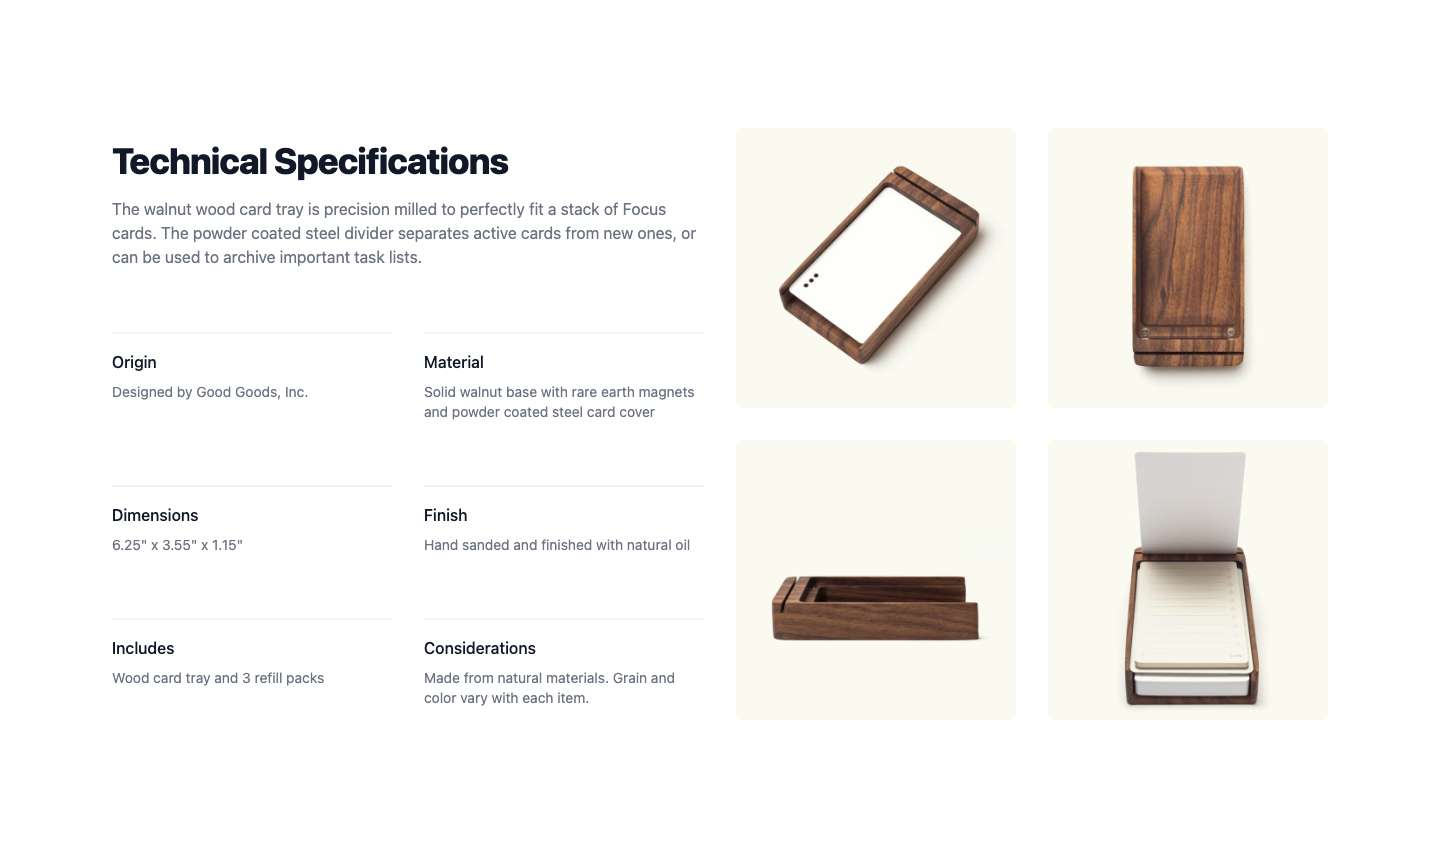 Technical Specifications
The walnut wood card tray is precision milled to perfectly fit a stack of Focus
cards. The powder coated steel divider separates active cards from new ones, or
can be used to archive important task lists.
Origin
Designed by Good Goods, Inc.
Material
Solid walnut base with rare earth magnets
and powder coated steel card cover
Dimensions
6.25" x 3.55" x 1.15"
Finish
Hand sanded and finished with natural oil
Includes
Wood card tray and 3 refill packs
Considerations
Made from natural materials. Grain and
color vary with each item.